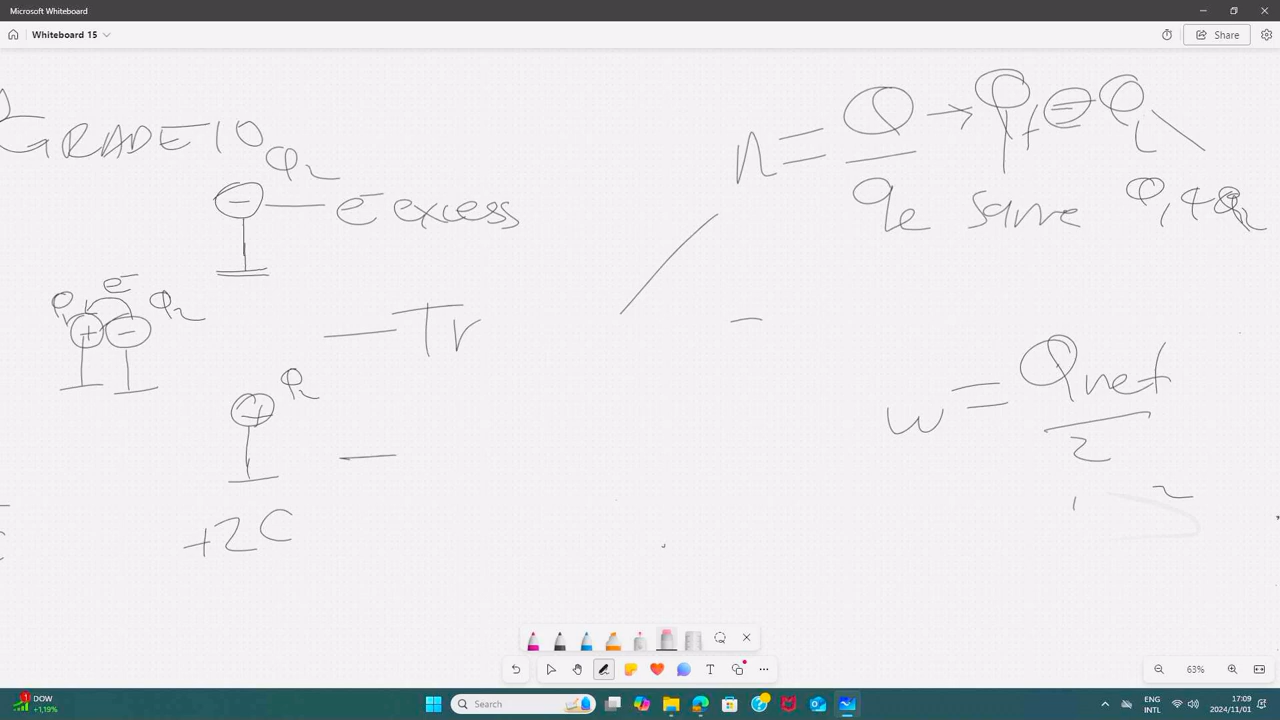 Microsoft Whiteboard
Whiteboard 15
Share
GRADE 10
Q2
e- excess
n = Q → Qf ⊖ Qi
qe same Q1 + Q2
e-
Q1 Q2
+ −
— Tr
w = Qnet
2
+
+2C
63%
DOW
+1,19%
1
Search
ENG
INTL
17:09
2024/11/01